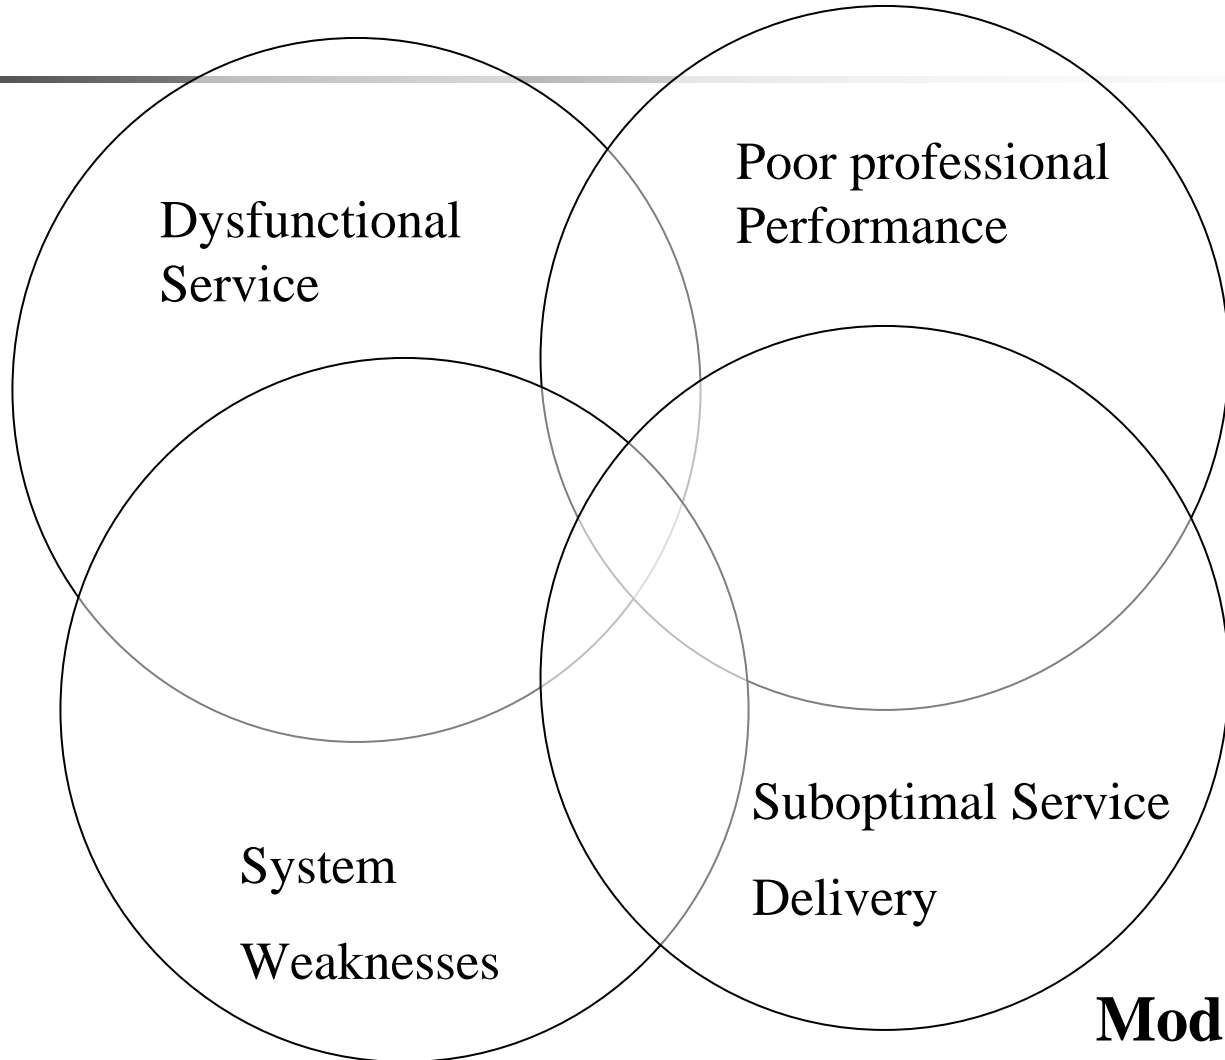 Poor professional
Performance
Dysfunctional
Service
Suboptimal Service
Delivery
System
Weaknesses
Mod